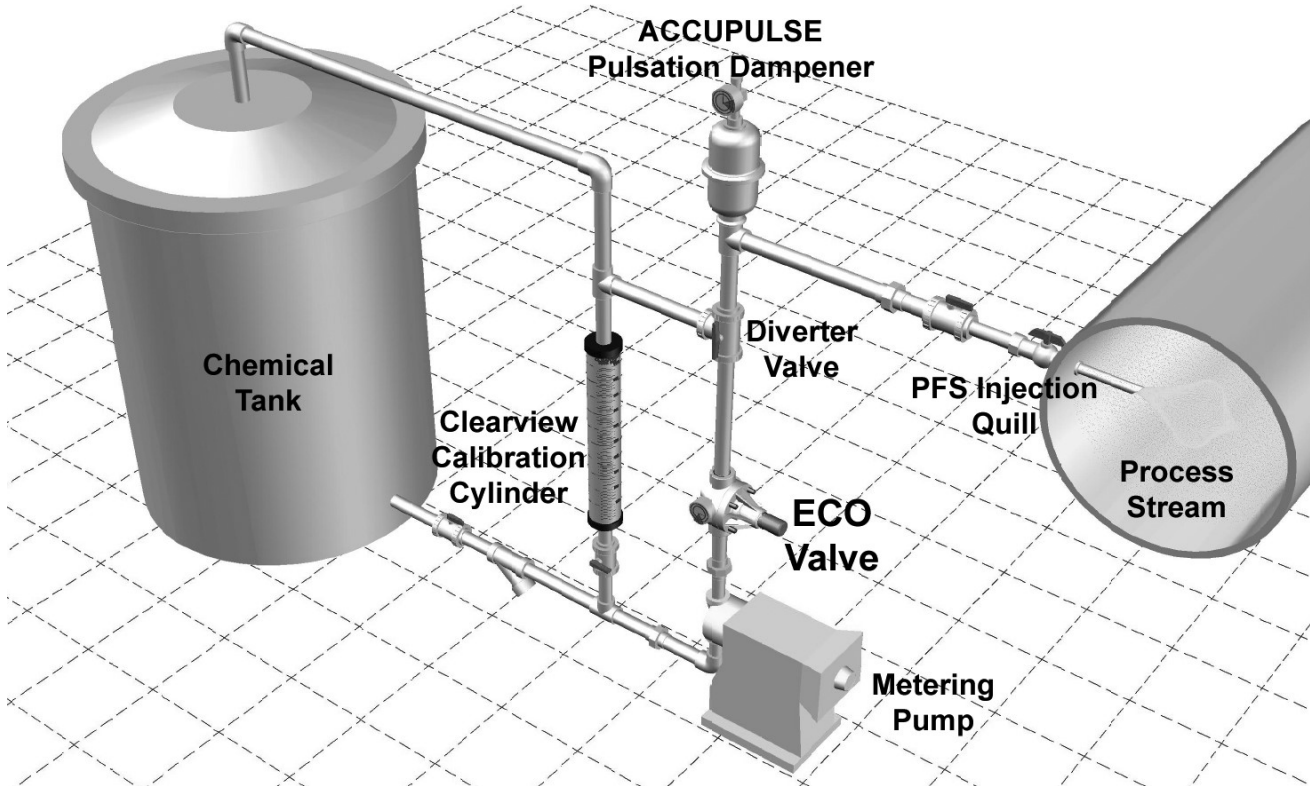 ACCUPULSE
Pulsation Dampener
Chemical
Tank
Clearview
Calibration
Cylinder
Diverter
Valve
PFS Injection
Quill
Process
Stream
ECO
Valve
Metering
Pump